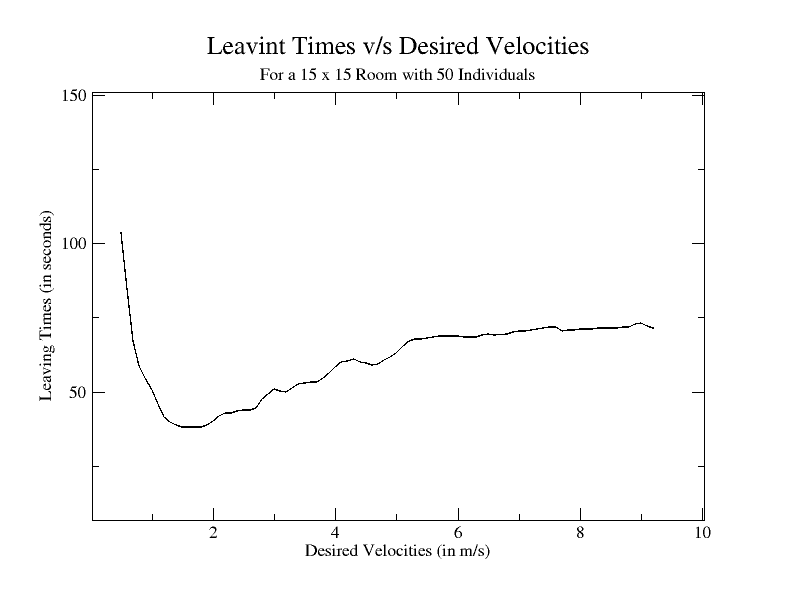 Leavint Times v/s Desired Velocities
For a 15 x 15 Room with 50 Individuals
150
100
50
Leaving Times (in seconds)
2 4 6 8 10
Desired Velocities (in m/s)